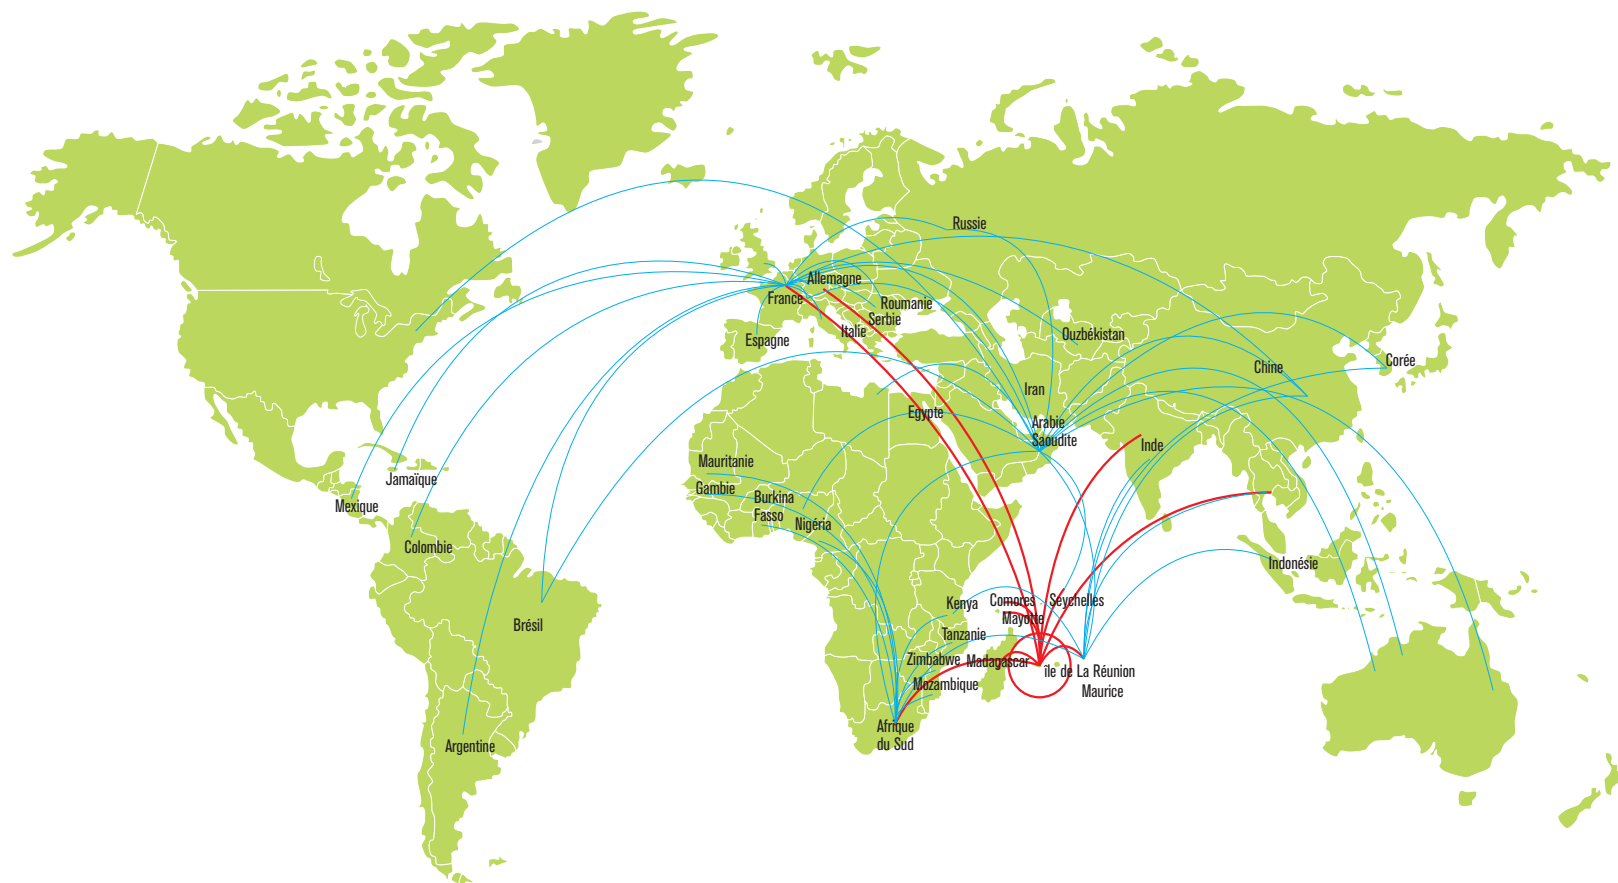 Russie
Allemagne
France
Roumanie
Serbie
Italie
Espagne
Ouzbékistan
Corée
Chine
Iran
Egypte
Arabie
Saoudite
Inde
Mauritanie
Gambie
Burkina
Fasso
Nigéria
Jamaïque
Mexique
Colombie
Brésil
Argentine
Indonésie
Kenya
Comores
Seychelles
Mayotte
Tanzanie
Zimbabwe
Madagascar
île de La Réunion
Mozambique
Maurice
Afrique
du Sud